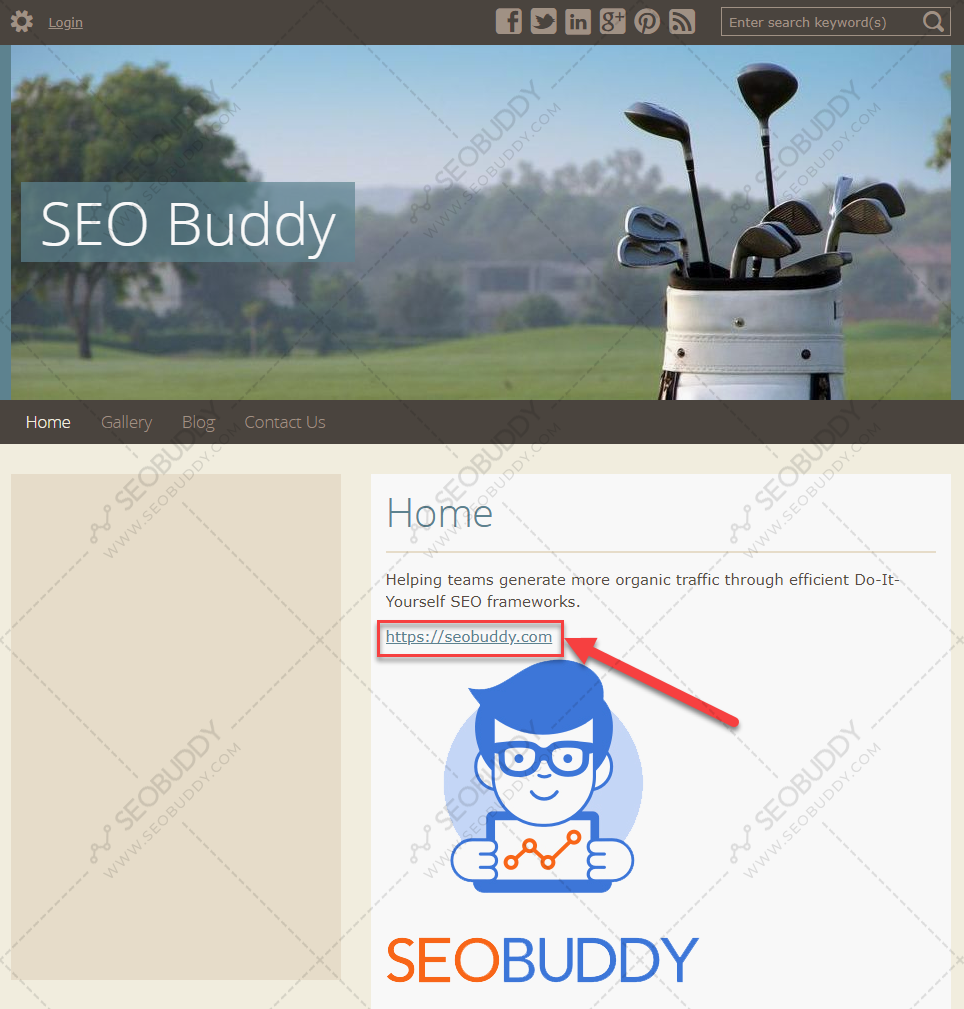 Login
Enter search keyword(s)
SEO Buddy
Home
Gallery
Blog
Contact Us
Home
Helping teams generate more organic traffic through efficient Do-It-
Yourself SEO frameworks.
https://seobuddy.com
SEOBUDDY
SEOBUDDY
WWW.SEOBUDDY.COM